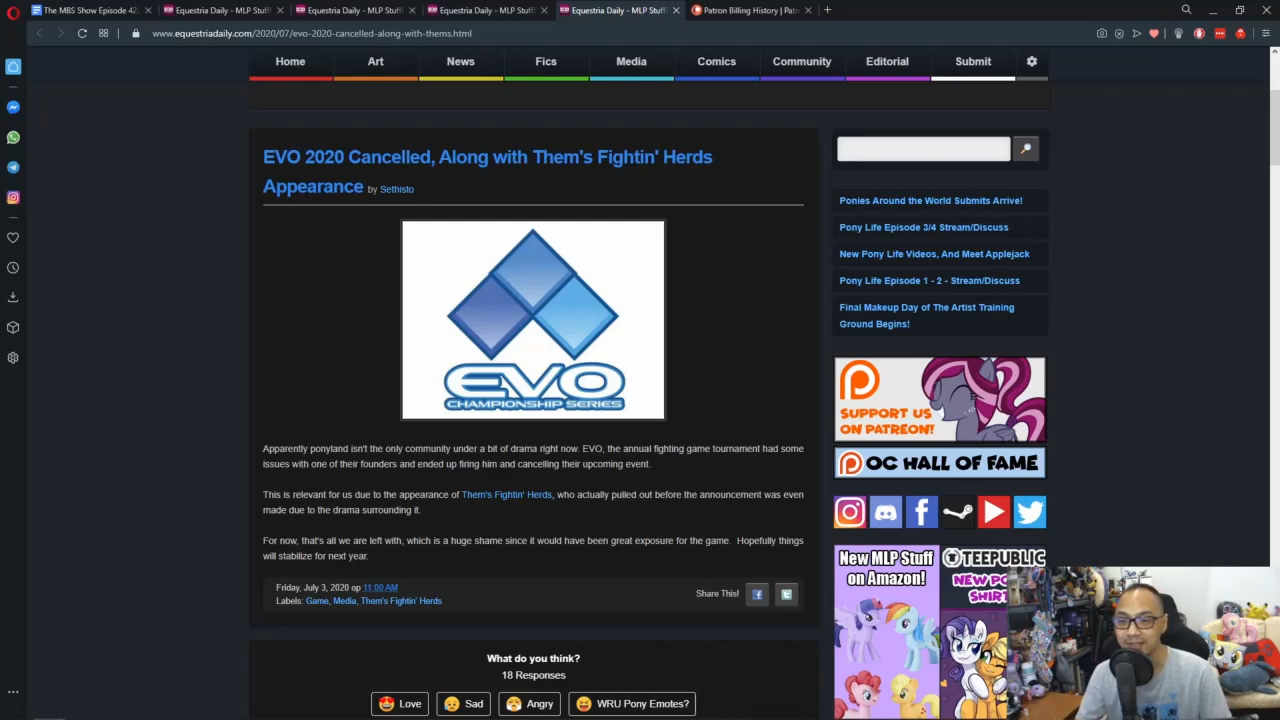 The MBS Show Episode 42
Equestria Daily - MLP Stuf
Equestria Daily - MLP Stuf
Equestria Daily - MLP Stuf
Equestria Daily - MLP Stuf
Patron Billing History | Pat
www.equestriadaily.com/2020/07/evo-2020-cancelled-along-with-thems.html
Home
Art
News
Fics
Media
Comics
Community
Editorial
Submit
EVO 2020 Cancelled, Along with Them's Fightin' Herds
Appearance by Sethisto
EVO
CHAMPIONSHIP SERIES
Apparently ponyland isn't the only community under a bit of drama right now. EVO, the annual fighting game tournament had some
issues with one of their founders and ended up firing him and cancelling their upcoming event.
This is relevant for us due to the appearance of Them's Fightin' Herds, who actually pulled out before the announcement was even
made due to the drama surrounding it.
For now, that's all we are left with, which is a huge shame since it would have been great exposure for the game. Hopefully things
will stabilize for next year.
Friday, July 3, 2020 op 11:00 AM
Labels: Game, Media, Them's Fightin' Herds
Share This!
What do you think?
18 Responses
Love
Sad
Angry
WRU Pony Emotes?
Ponies Around the World Submits Arrive!
Pony Life Episode 3/4 Stream/Discuss
New Pony Life Videos, And Meet Applejack
Pony Life Episode 1 - 2 - Stream/Discuss
Final Makeup Day of The Artist Training
Ground Begins!
SUPPORT US
ON PATREON!
OC HALL OF FAME
New MLP Stuff
on Amazon!
TEEPUBLIC
NEW PO
SHIRT